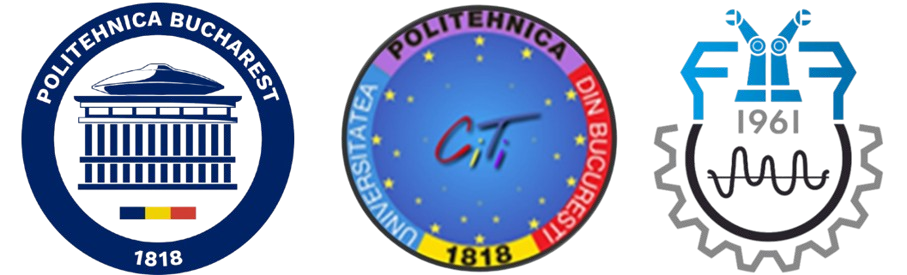 POLITEHNICA BUCHAREST
1818
UNIVERSITATEA
POLITEHNICA
DIN BUCURESTI
CiTi
1818
1961